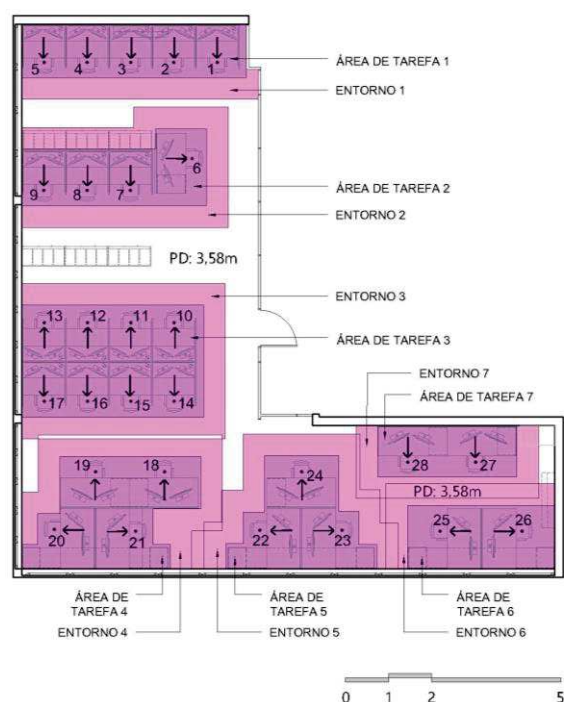 ÁREA DE TAREFA 1
5 4 3 2 1
ENTORNO 1
6
9 8 7
ÁREA DE TAREFA 2
ENTORNO 2
PD: 3,58m
ENTORNO 3
13 12 11 10
ÁREA DE TAREFA 3
ENTORNO 7
17 16 15 14
ÁREA DE TAREFA 7
19 18 24 28 27
PD: 3,58m
20 21 22 23 25 26
ÁREA DE
TAREFA 4
ÁREA DE
TAREFA 5
ÁREA DE
TAREFA 6
ENTORNO 4
ENTORNO 5
ENTORNO 6
0 1 2 5